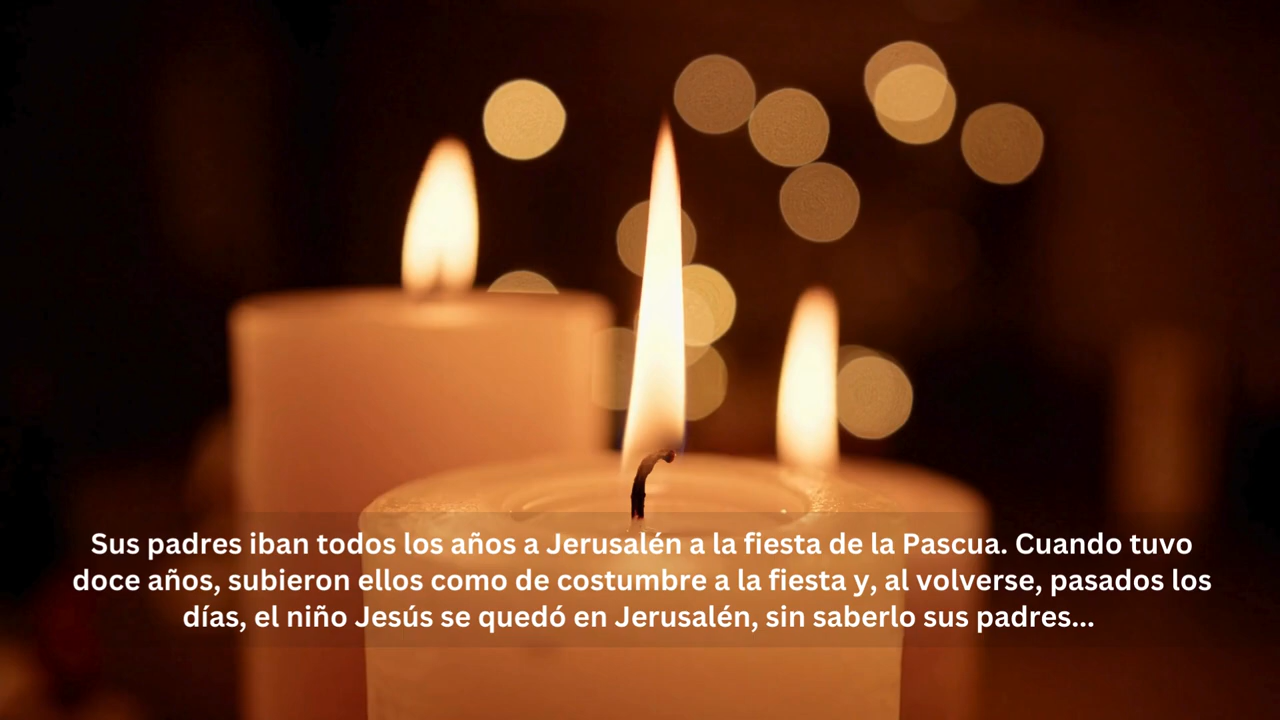 Sus padres iban todos los años a Jerusalén a la fiesta de la Pascua. Cuando tuvo
doce años, subieron ellos como de costumbre a la fiesta y, al volverse, pasados los
días, el niño Jesús se quedó en Jerusalén, sin saberlo sus padres...